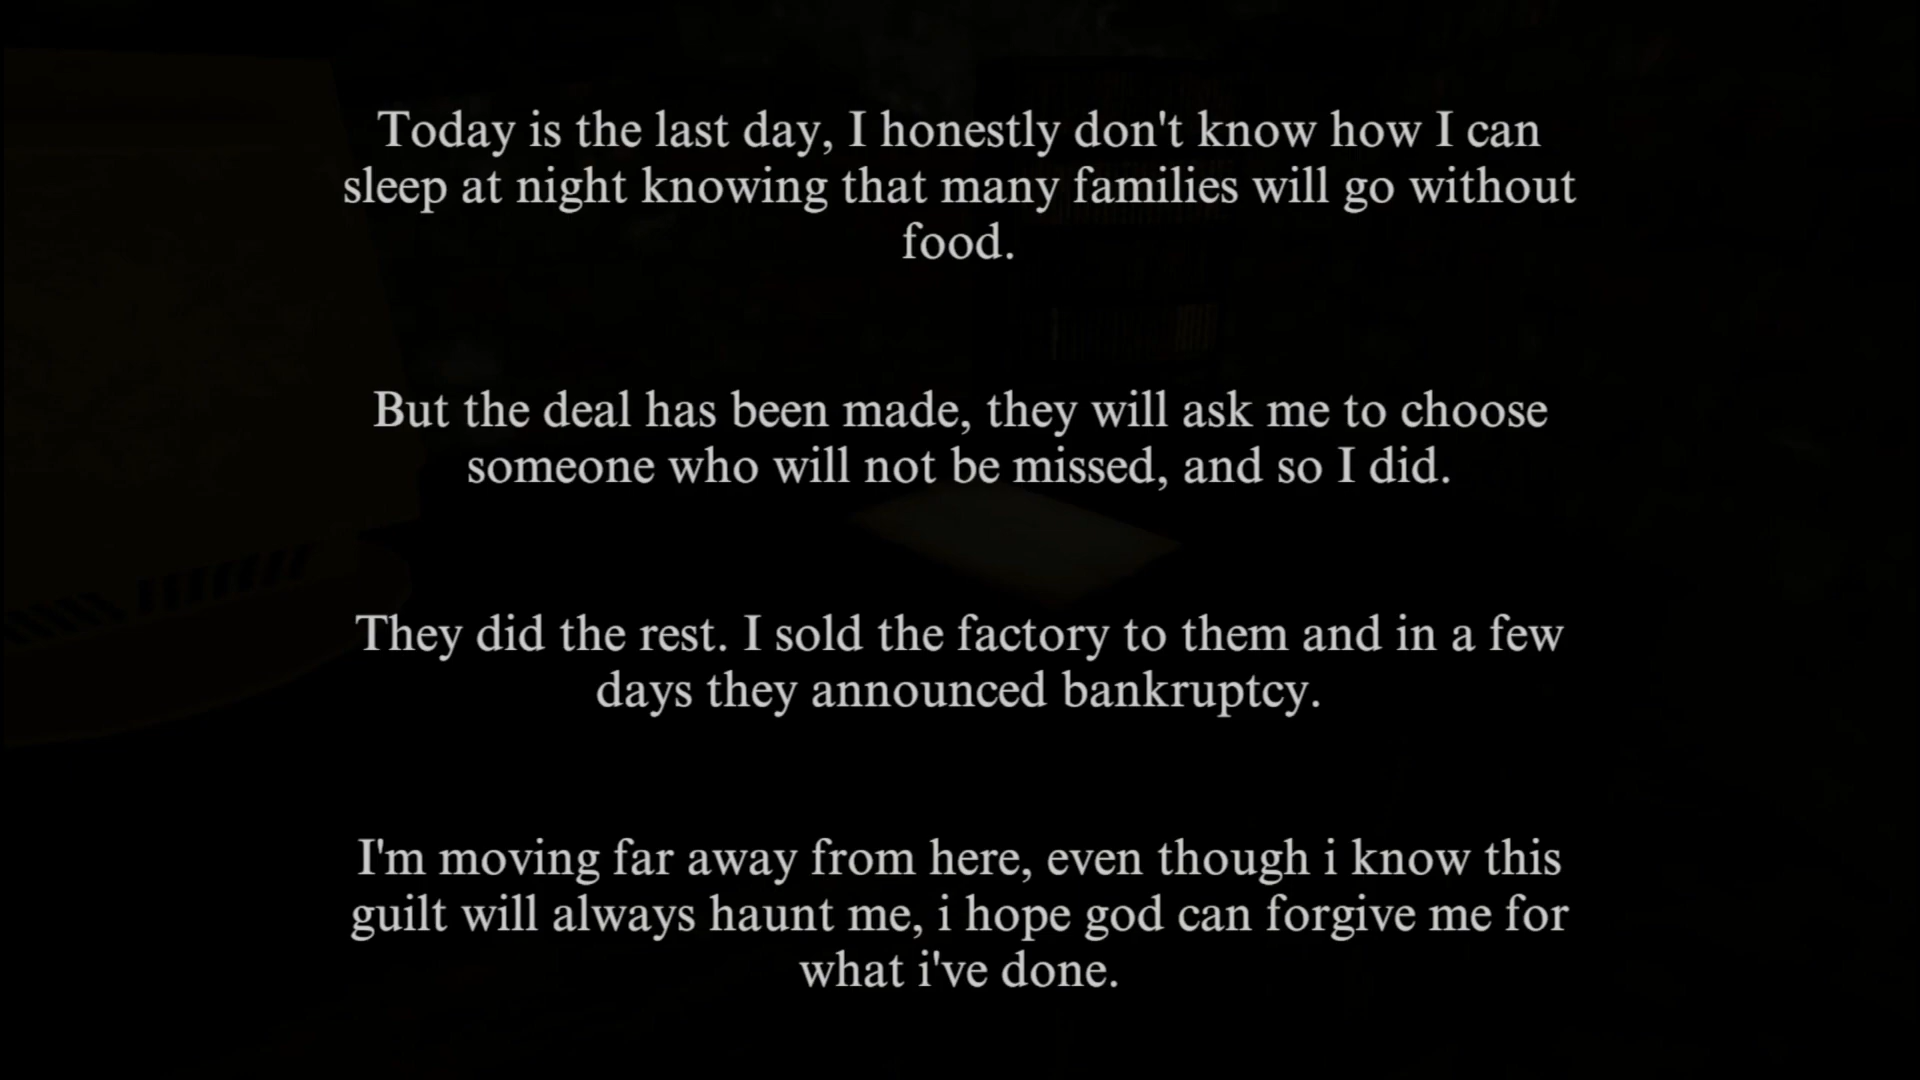 Today is the last day, I honestly don't know how I can
sleep at night knowing that many families will go without
food.
But the deal has been made, they will ask me to choose
someone who will not be missed, and so I did.
They did the rest. I sold the factory to them and in a few
days they announced bankruptcy.
I'm moving far away from here, even though i know this
guilt will always haunt me, i hope god can forgive me for
what i've done.